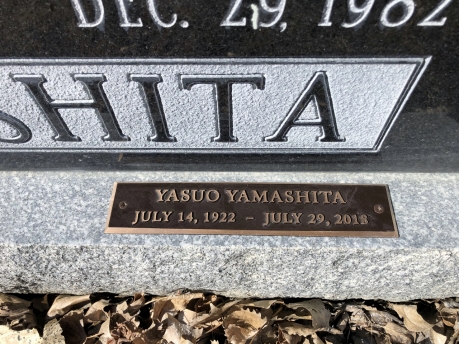 DEC. 29, 1982
SHITA
YASUO YAMASHITA
JULY 14, 1922 - JULY 29, 2018